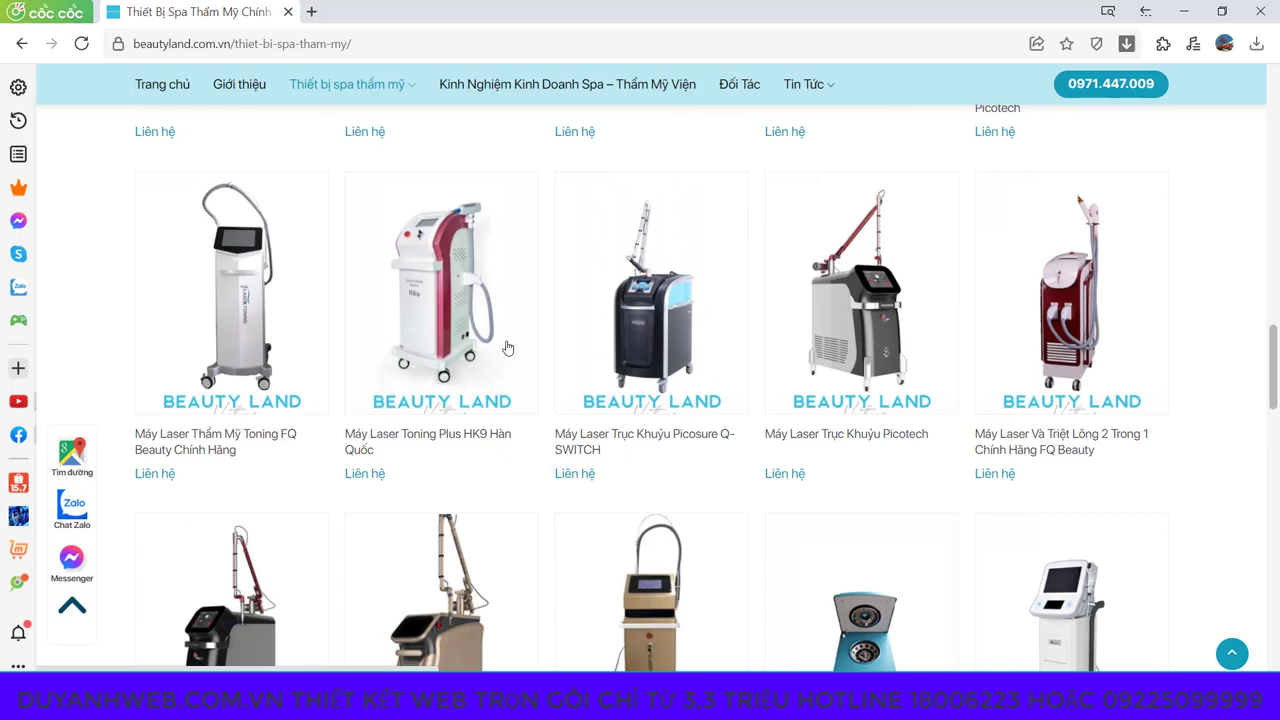 cốc cốc
Thiết Bị Spa Thẩm Mỹ Chính
beautyland.com.vn/thiet-bi-spa-tham-my/
Trang chủ Giới thiệu Thiết bị spa thẩm mỹ Kinh Nghiệm Kinh Doanh Spa – Thẩm Mỹ Viện Đối Tác Tin Tức 0971.447.009
Picotech
Liên hệ Liên hệ Liên hệ Liên hệ Liên hệ
BEAUTY LAND BEAUTY LAND BEAUTY LAND BEAUTY LAND BEAUTY LAND
Máy Laser Thẩm Mỹ Toning FQ
Beauty Chính Hãng
Liên hệ
Máy Laser Toning Plus HK9 Hàn
Quốc
Liên hệ
Máy Laser Trục Khuỷu Picosure Q-
SWITCH
Liên hệ
Máy Laser Trục Khuỷu Picotech
Liên hệ
Máy Laser Và Triệt Lông 2 Trong 1
Chính Hãng FQ Beauty
Liên hệ
Tìm đường
Zalo
Chat Zalo
Messenger
Zalo
15.7
DUYANHWEB.COM.VN THIẾT KẾT WEB TRỌN GÓI CHỈ TỪ 3,3 TRIỆU HOTLINE 18006223 HOẶC 09225099999